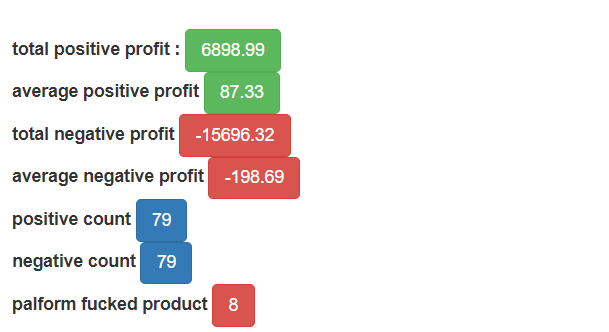 total positive profit : 6898.99
average positive profit 87.33
total negative profit -15696.32
average negative profit -198.69
positive count 79
negative count 79
palform fucked product 8